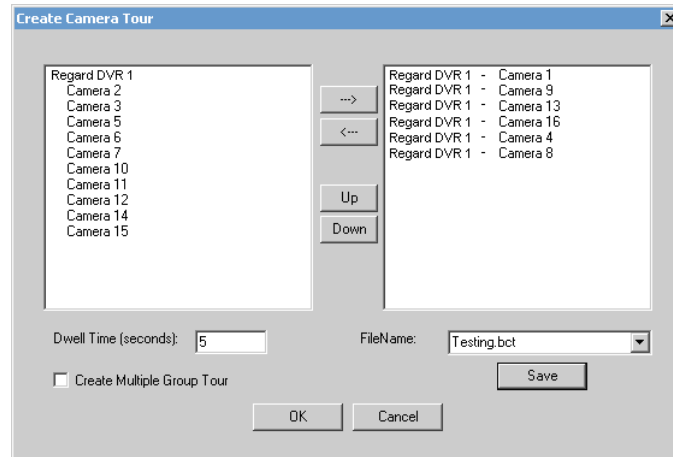 Create Camera Tour
Regard DVR 1
Camera 2
Camera 3
Camera 5
Camera 6
Camera 7
Camera 10
Camera 11
Camera 12
Camera 14
Camera 15
--->
<---
Up
Down
Regard DVR 1 - Camera 1
Regard DVR 1 - Camera 9
Regard DVR 1 - Camera 13
Regard DVR 1 - Camera 16
Regard DVR 1 - Camera 4
Regard DVR 1 - Camera 8
Dwell Time (seconds): 5
FileName: Testing.bct
Create Multiple Group Tour
Save
OK
Cancel